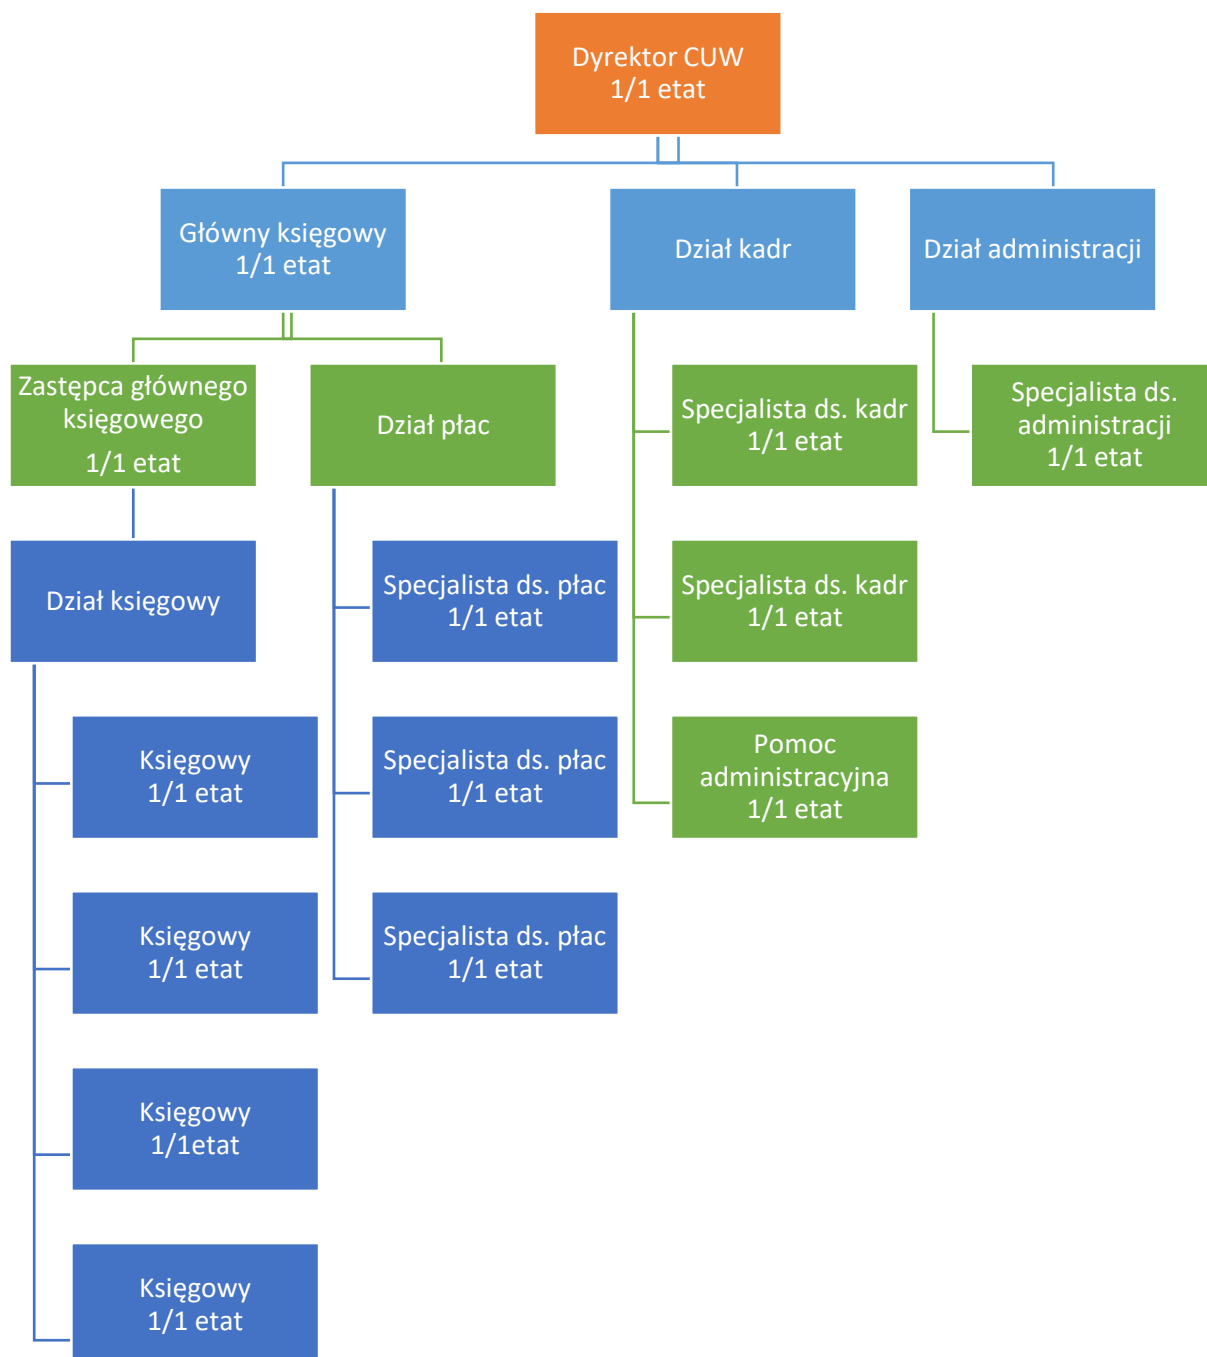 Dyrektor CUW
1/1 etat
Główny księgowy
1/1 etat
Dział kadr
Dział administracji
Zastępca głównego
księgowego
1/1 etat
Dział płac
Specjalista ds. kadr
1/1 etat
Specjalista ds.
administracji
1/1 etat
Dział księgowy
Specjalista ds. płac
1/1 etat
Specjalista ds. kadr
1/1 etat
Księgowy
1/1 etat
Specjalista ds. płac
1/1 etat
Pomoc
administracyjna
1/1 etat
Księgowy
1/1 etat
Specjalista ds. płac
1/1 etat
Księgowy
1/1etat
Księgowy
1/1 etat